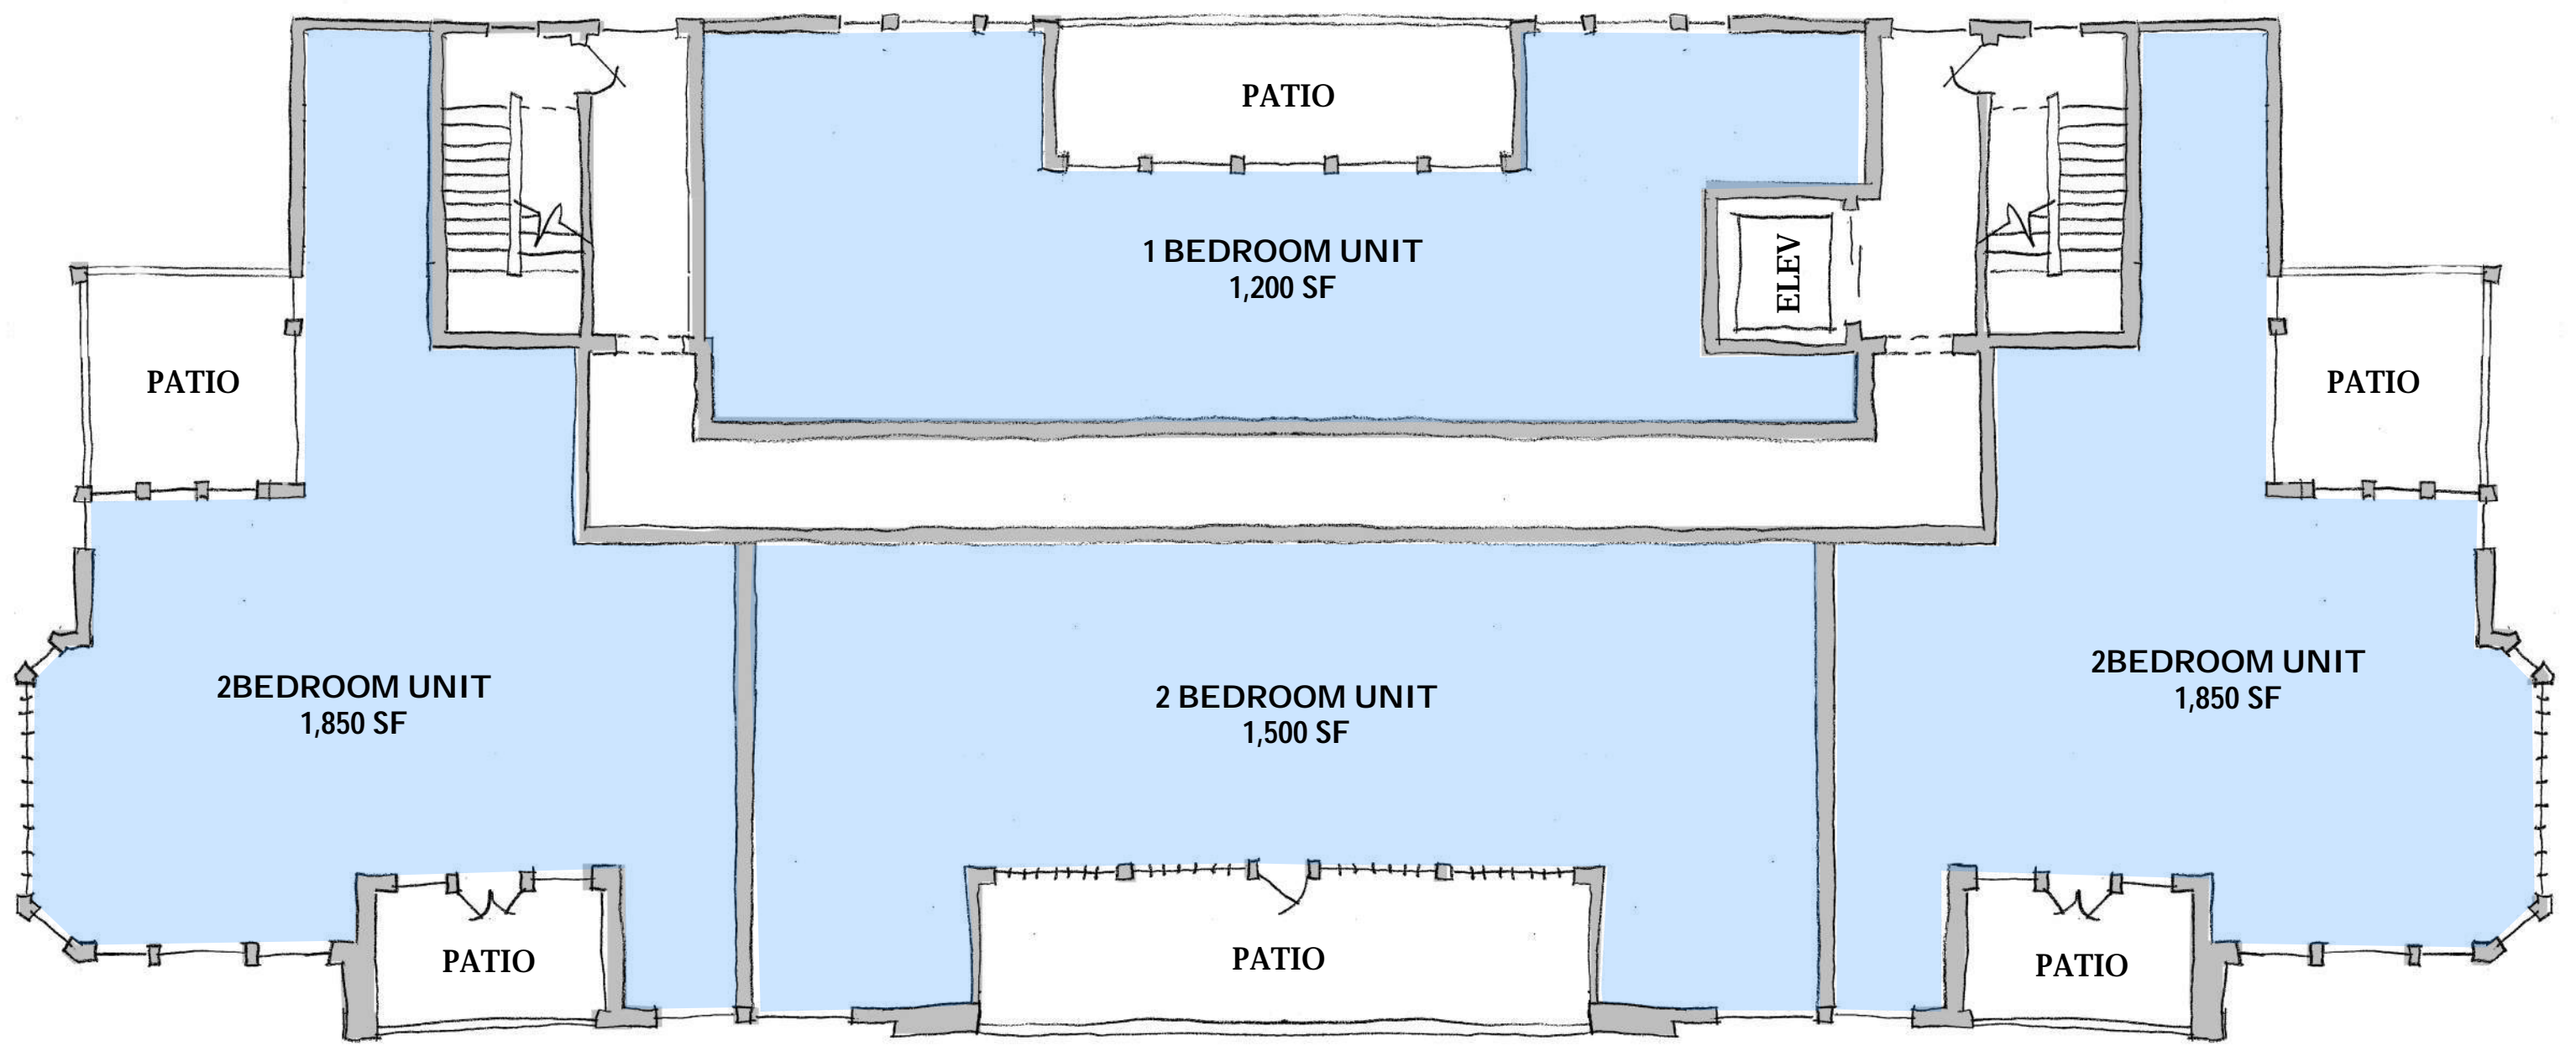 PATIO
1 BEDROOM UNIT
1,200 SF
ELEV
PATIO
PATIO
2BEDROOM UNIT
1,850 SF
2 BEDROOM UNIT
1,500 SF
2BEDROOM UNIT
1,850 SF
PATIO
PATIO
PATIO